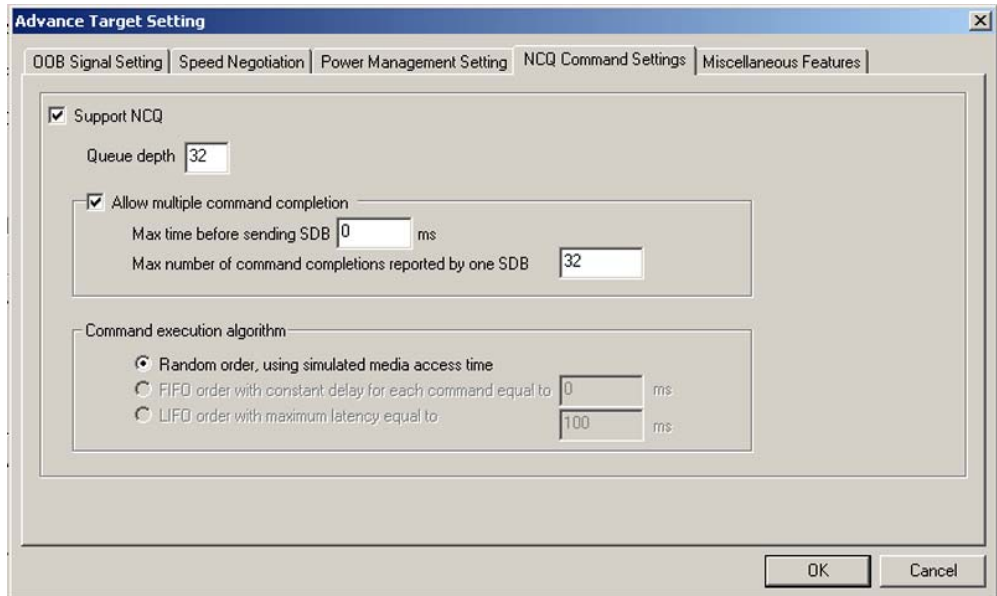 Advance Target Setting
OOB Signal Setting Speed Negotiation Power Management Setting NCQ Command Settings Miscellaneous Features
Support NCQ
Queue depth 32
Allow multiple command completion
Max time before sending SDB 0 ms
Max number of command completions reported by one SDB 32
Command execution algorithm
Random order, using simulated media access time
FIFO order with constant delay for each command equal to 0 ms
LIFO order with maximum latency equal to 100 ms
OK Cancel